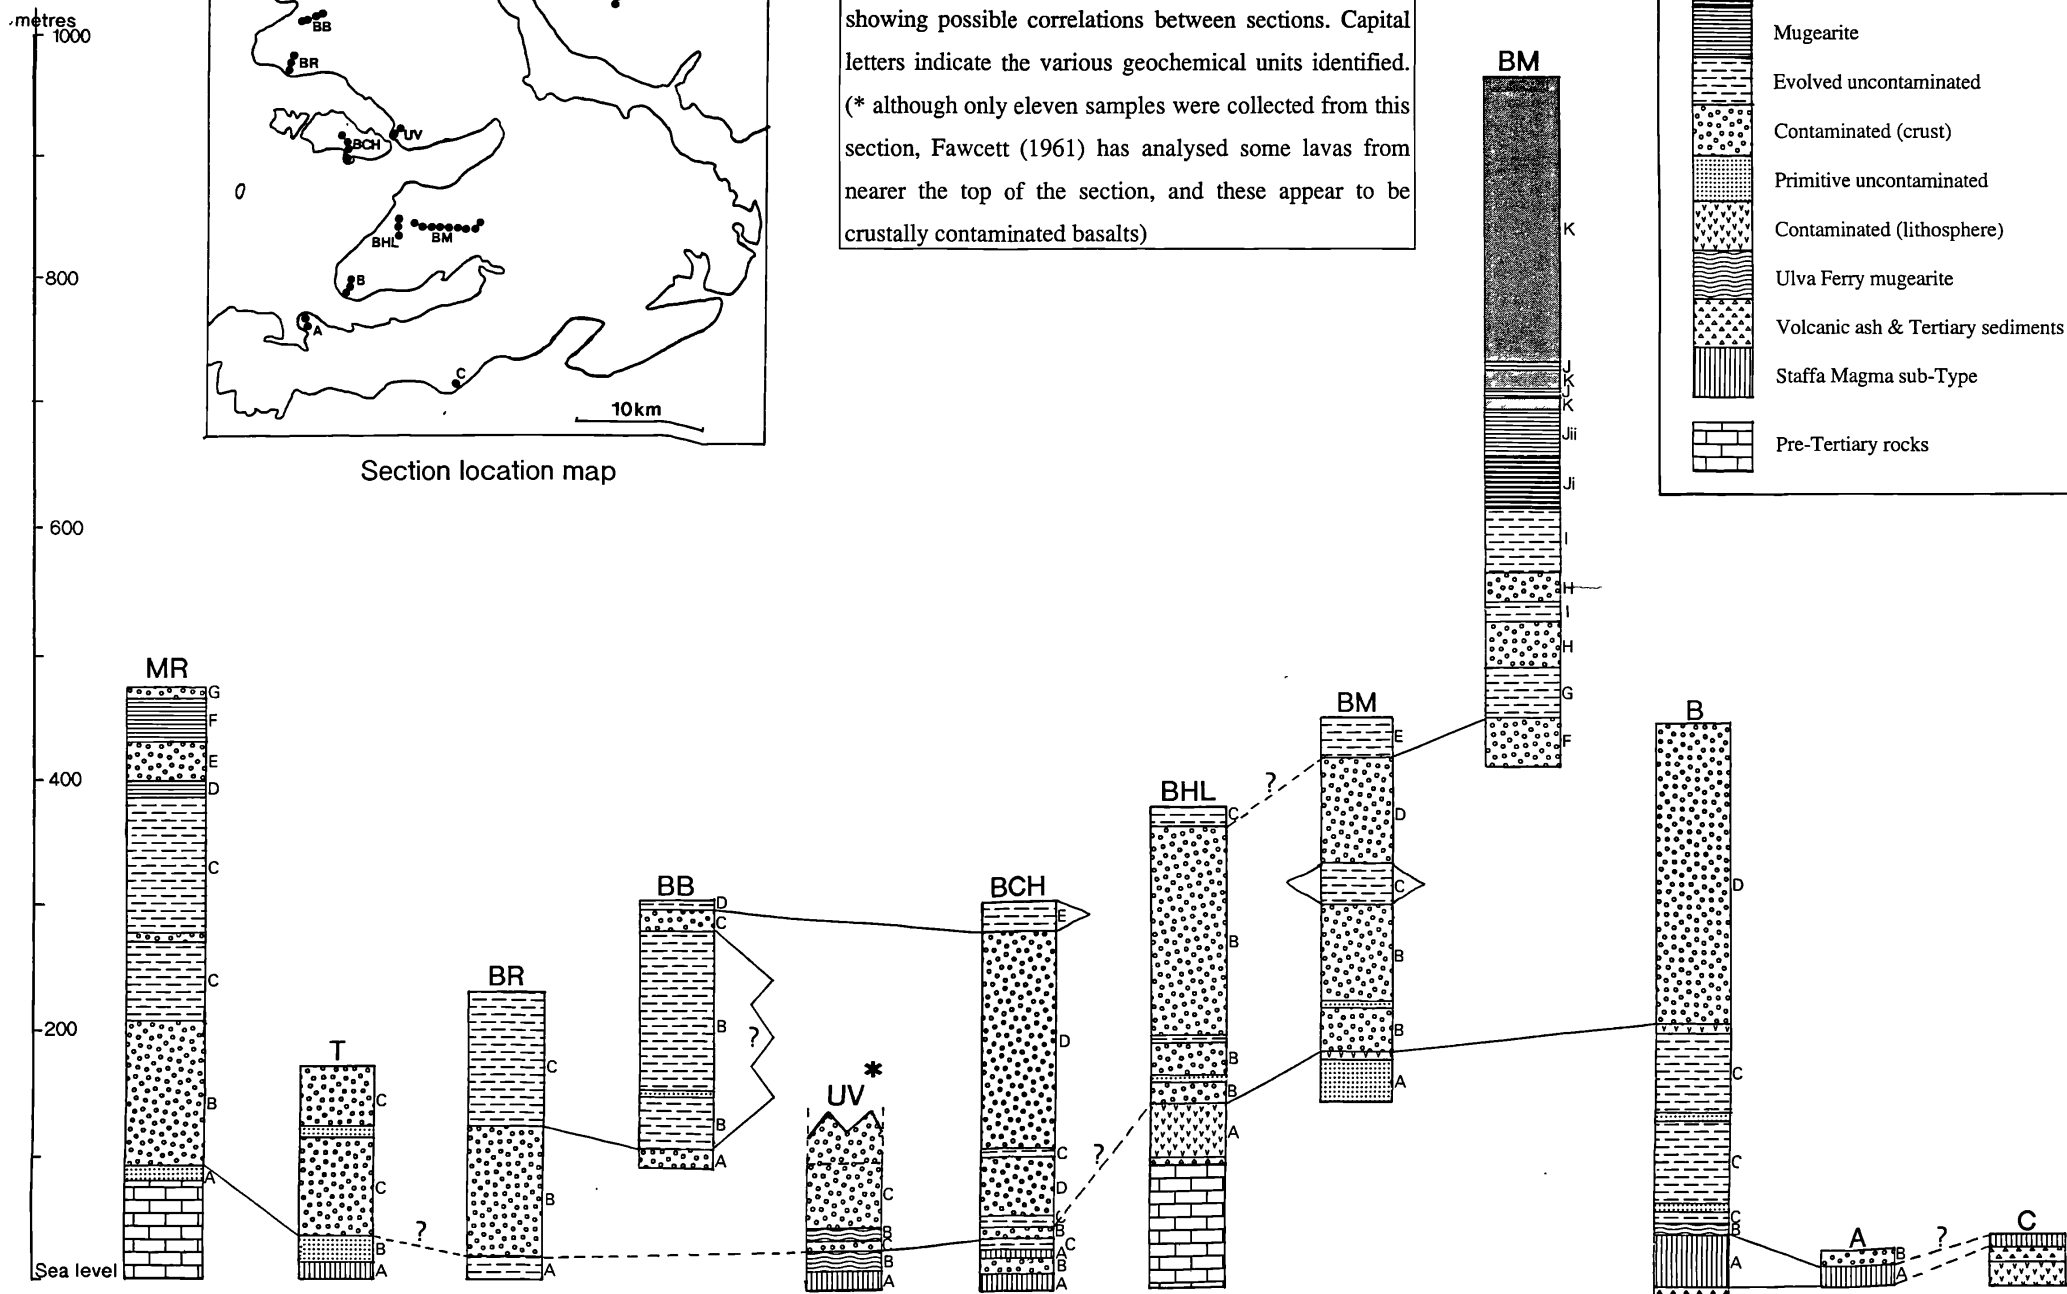 metres
1000
800
600
400
200
Sea level
BB
BR
UV
BCH
BHL
BM
B
A
C
10km
Section location map
showing possible correlations between sections. Capital
letters indicate the various geochemical units identified.
(* although only eleven samples were collected from this
section, Fawcett (1961) has analysed some lavas from
nearer the top of the section, and these appear to be
crustally contaminated basalts)
Mugearite
Evolved uncontaminated
Contaminated (crust)
Primitive uncontaminated
Contaminated (lithosphere)
Ulva Ferry mugearite
Volcanic ash & Tertiary sediments
Staffa Magma sub-Type
Pre-Tertiary rocks
MR
G
F
E
D
C
C
B
A
T
C
C
B
A
?
BR
C
B
A
BB
D
C
B
B
A
?
UV
*
C
B
C
B
A
BCH
E
D
C
D
C
B
C
A
B
A
?
BHL
C
B
B
B
A
?
BM
E
D
C
B
B
A
BM
K
J
K
J
K
Jii
Ji
I
H
I
H
G
F
B
D
C
C
C
B
A
A
B
A
?
C